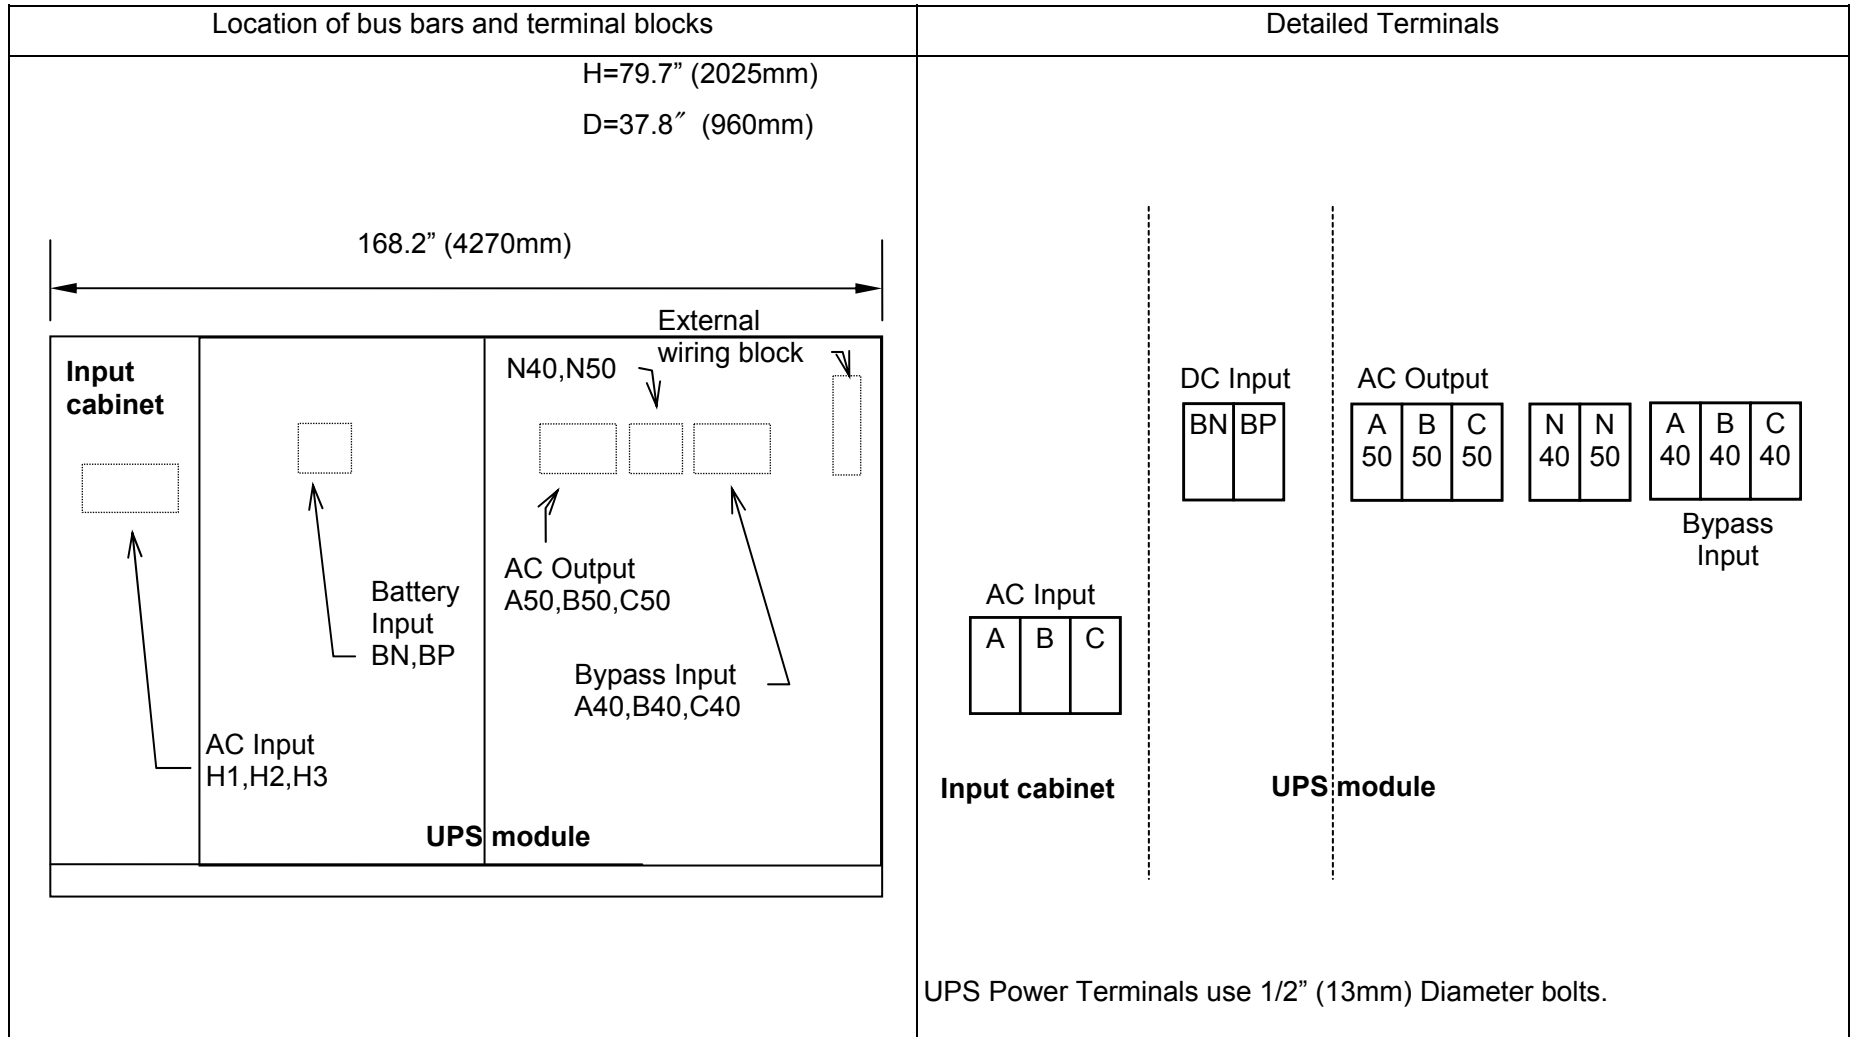 Location of bus bars and terminal blocks
Detailed Terminals
H=79.7” (2025mm)
D=37.8″ (960mm)
168.2” (4270mm)
External
wiring block
N40,N50
Input
cabinet
AC Output
A50,B50,C50
Battery
Input
BN,BP
Bypass Input
A40,B40,C40
AC Input
H1,H2,H3
UPS module
DC Input
BN BP
AC Output
A B C
50 50 50
N N
40 50
A B C
40 40 40
Bypass
Input
AC Input
A B C
Input cabinet
UPS module
UPS Power Terminals use 1/2” (13mm) Diameter bolts.